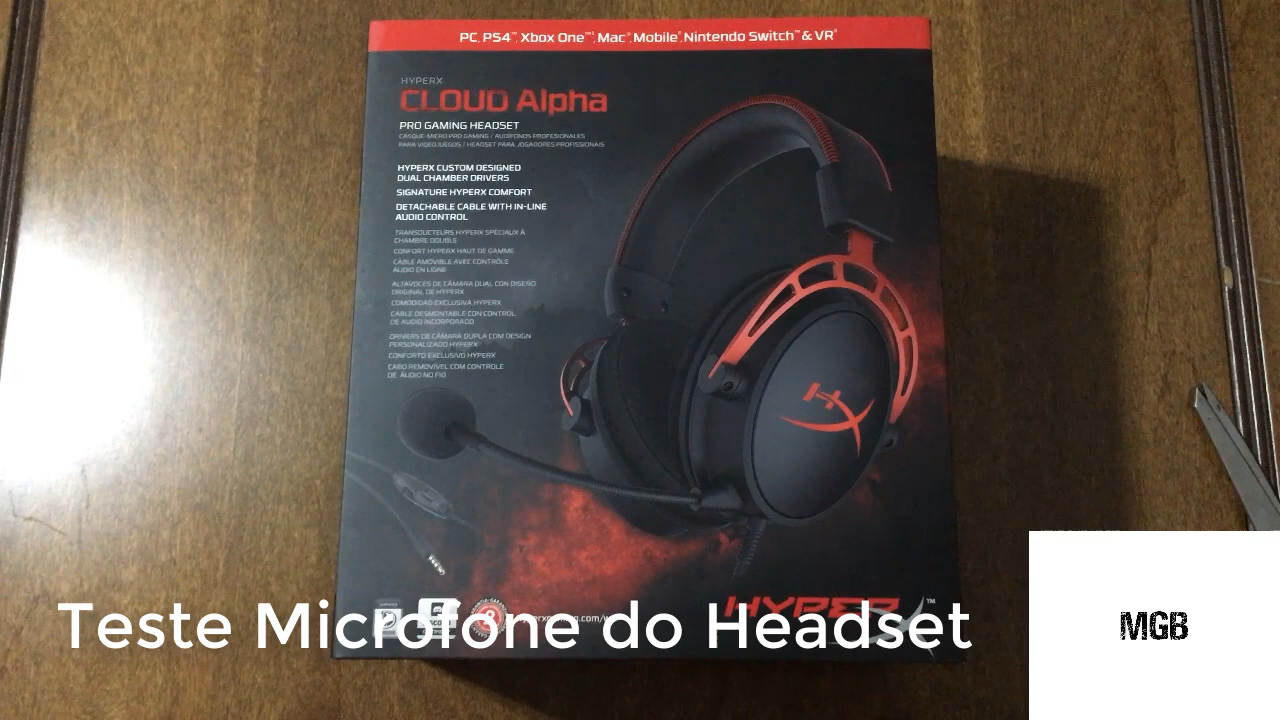 PC, PS4™, Xbox One™, Mac®, Mobile®, Nintendo Switch™ & VR®
HYPERX
CLOUD Alpha
PRO GAMING HEADSET
CASQUE-MICRO PRO GAMING / AUDÍFONOS PROFESIONALES
PARA VIDEOJUEGOS / HEADSET PARA JOGADORES PROFISSIONAIS
HYPERX CUSTOM DESIGNED
DUAL CHAMBER DRIVERS
SIGNATURE HYPERX COMFORT
DETACHABLE CABLE WITH IN-LINE
AUDIO CONTROL
TRANSDUCTEURS HYPERX SPÉCIAUX À
CHAMBRE DOUBLE
CONFORT HYPERX HAUT DE GAMME
CÂBLE AMOVIBLE AVEC CONTRÔLE
AUDIO EN LIGNE
ALTAVOCES DE CÁMARA DUAL CON DISEÑO
ORIGINAL DE HYPERX
COMODIDAD EXCLUSIVA HYPERX
CABLE DESMONTABLE CON CONTROL
DE AUDIO INCORPORADO
DRIVERS DE CÂMARA DUPLA COM DESIGN
PERSONALIZADO HYPERX
CONFORTO EXCLUSIVO HYPERX
CABO REMOVÍVEL COM CONTROLE
DE ÁUDIO NO FIO
HX
HYPERX™
Teste Microfone do Headset
MGB